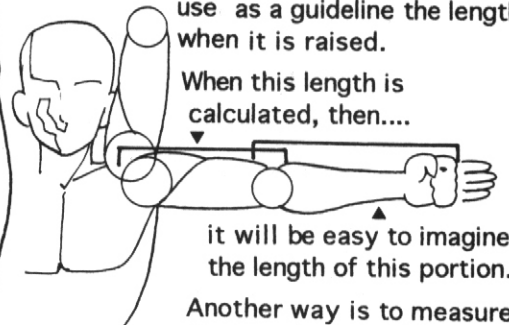 use as a guideline the length
when it is raised.
When this length is
calculated, then....
it will be easy to imagine
the length of this portion.
Another way is to measure